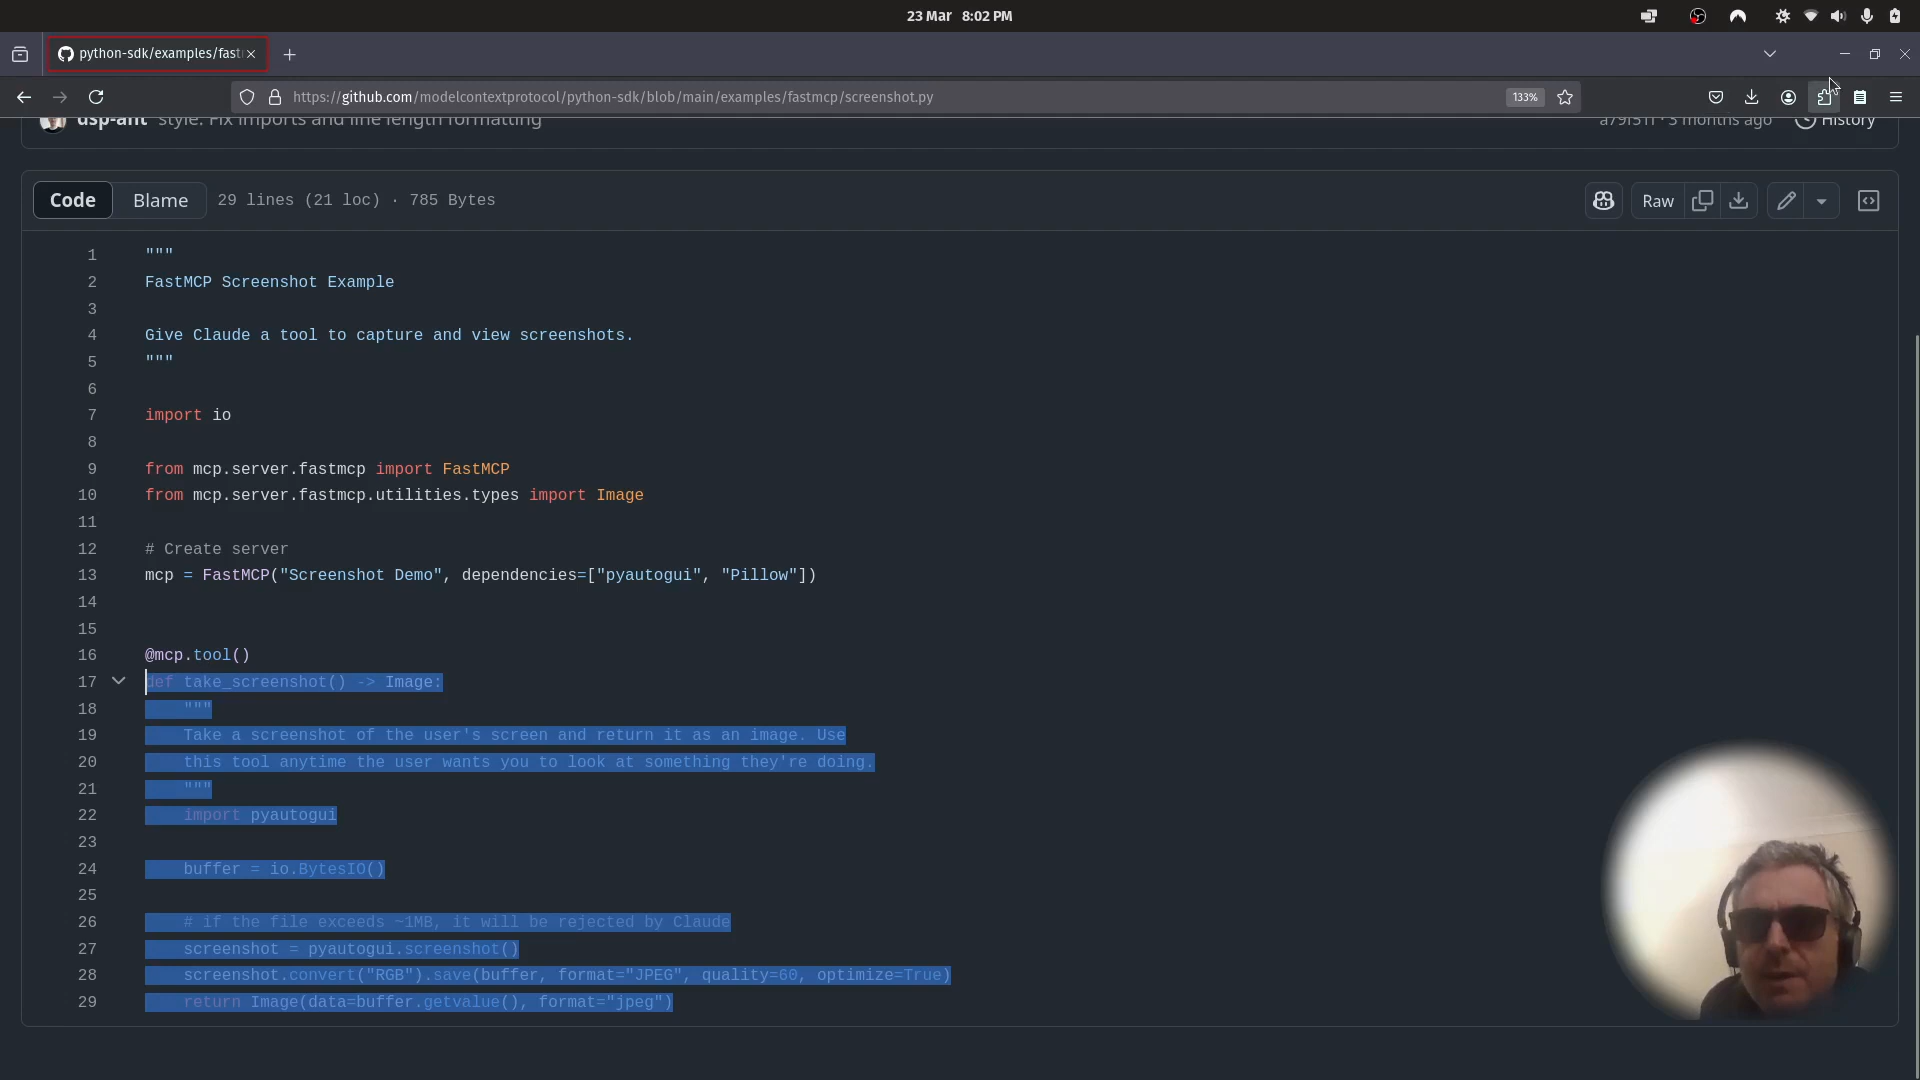 23 Mar 8:02 PM
python-sdk/examples/fast
https://github.com/modelcontextprotocol/python-sdk/blob/main/examples/fastmcp/screenshot.py
133%
dsp-ant style: Fix imports and line length formatting
3 months ago
History
Code
Blame
29 lines (21 loc) · 785 Bytes
Raw
1 """
2 FastMCP Screenshot Example
3
4 Give Claude a tool to capture and view screenshots.
5 """
6
7 import io
8
9 from mcp.server.fastmcp import FastMCP
10 from mcp.server.fastmcp.utilities.types import Image
11
12 # Create server
13 mcp = FastMCP("Screenshot Demo", dependencies=["pyautogui", "Pillow"])
14
15
16 @mcp.tool()
17 def take_screenshot() -> Image:
18 """
19 Take a screenshot of the user's screen and return it as an image. Use
20 this tool anytime the user wants you to look at something they're doing.
21 """
22 import pyautogui
23
24 buffer = io.BytesIO()
25
26 # if the file exceeds ~1MB, it will be rejected by Claude
27 screenshot = pyautogui.screenshot()
28 screenshot.convert("RGB").save(buffer, format="JPEG", quality=60, optimize=True)
29 return Image(data=buffer.getvalue(), format="jpeg")